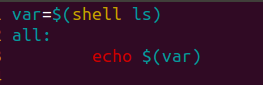 var=$(shell ls)
all:
echo $(var)